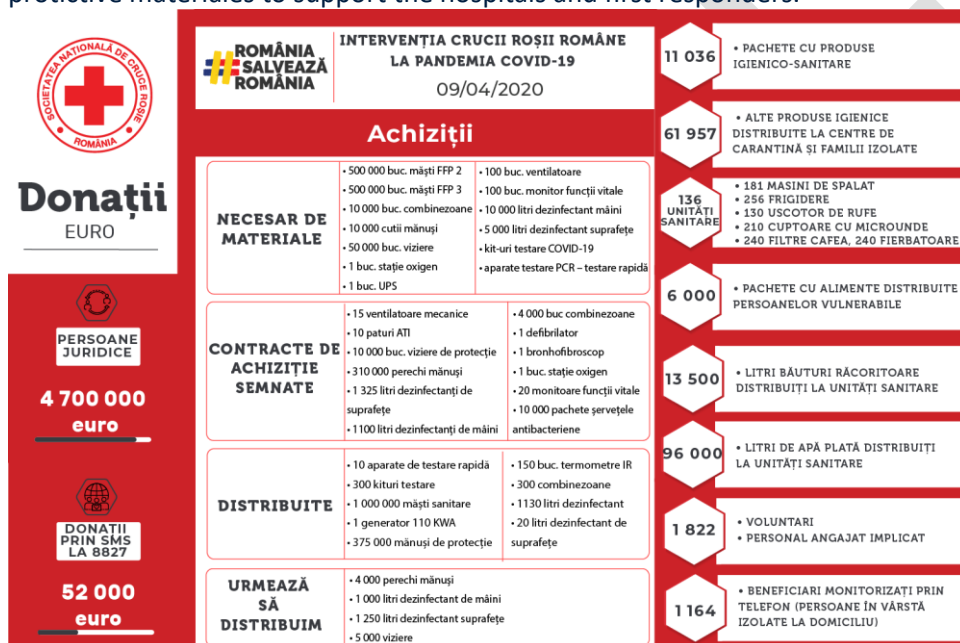 protictive materials to support the hospitals and first responders.
SOCIETATEA NAȚIONALĂ DE CRUCE ROȘIE
ROMÂNIA
Donații
EURO
PERSOANE
JURIDICE
4 700 000
euro
DONAȚII
PRIN SMS
LA 8827
52 000
euro
#ROMÂNIA
SALVEAZĂ
ROMÂNIA
INTERVENȚIA CRUCII ROȘII ROMÂNE
LA PANDEMIA COVID-19
09/04/2020
Achiziții
NECESAR DE
MATERIALE
• 500 000 buc. măști FFP 2
• 500 000 buc. măști FFP 3
• 10 000 buc. combinezoane
• 10 000 cutii mănuși
• 50 000 buc. viziere
• 1 buc. stație oxigen
• 1 buc. UPS
• 100 buc. ventilatoare
• 100 buc. monitor funcții vitale
• 10 000 litri dezinfectant mâini
• 5 000 litri dezinfectant suprafețe
• kit-uri testare COVID-19
• aparate testare PCR – testare rapidă
CONTRACTE DE
ACHIZIȚIE
SEMNATE
• 15 ventilatoare mecanice
• 10 paturi ATI
• 10 000 buc. viziere de protecție
• 310 000 perechi mănuși
• 1 325 litri dezinfectanți de
suprafețe
• 1100 litri dezinfectanți de mâini
• 4 000 buc combinezoane
• 1 defibrilator
• 1 bronhofibroscop
• 1 buc. stație oxigen
• 20 monitoare funcții vitale
• 10 000 pachete șervețele
antibacteriene
DISTRIBUITE
• 10 aparate de testare rapidă
• 300 kituri testare
• 1 000 000 măști sanitare
• 1 generator 110 KWA
• 375 000 mănuși de protecție
• 150 buc. termometre IR
• 300 combinezoane
• 1130 litri dezinfectant
• 20 litri dezinfectant de
suprafețe
URMEAZĂ
SĂ
DISTRIBUIM
• 4 000 perechi mănuși
• 1 000 litri dezinfectant de mâini
• 1 250 litri dezinfectant suprafețe
• 5 000 viziere
11 036
• PACHETE CU PRODUSE
IGIENICO-SANITARE
61 957
• ALTE PRODUSE IGIENICE
DISTRIBUITE LA CENTRE DE
CARANTINĂ ȘI FAMILII IZOLATE
136
UNITĂȚI
SANITARE
• 181 MASINI DE SPALAT
• 256 FRIGIDERE
• 130 USCOTOR DE RUFE
• 210 CUPTOARE CU MICROUNDE
• 240 FILTRE CAFEA, 240 FIERBATOARE
6 000
• PACHETE CU ALIMENTE DISTRIBUITE
PERSOANELOR VULNERABILE
13 500
• LITRI BĂUTURI RĂCORITOARE
DISTRIBUIȚI LA UNITĂȚI SANITARE
96 000
• LITRI DE APĂ PLATĂ DISTRIBUIȚI
LA UNITĂȚI SANITARE
1 822
• VOLUNTARI
• PERSONAL ANGAJAT IMPLICAT
1 164
• BENEFICIARI MONITORIZAȚI PRIN
TELEFON (PERSOANE ÎN VÂRSTĂ
IZOLATE LA DOMICILIU)